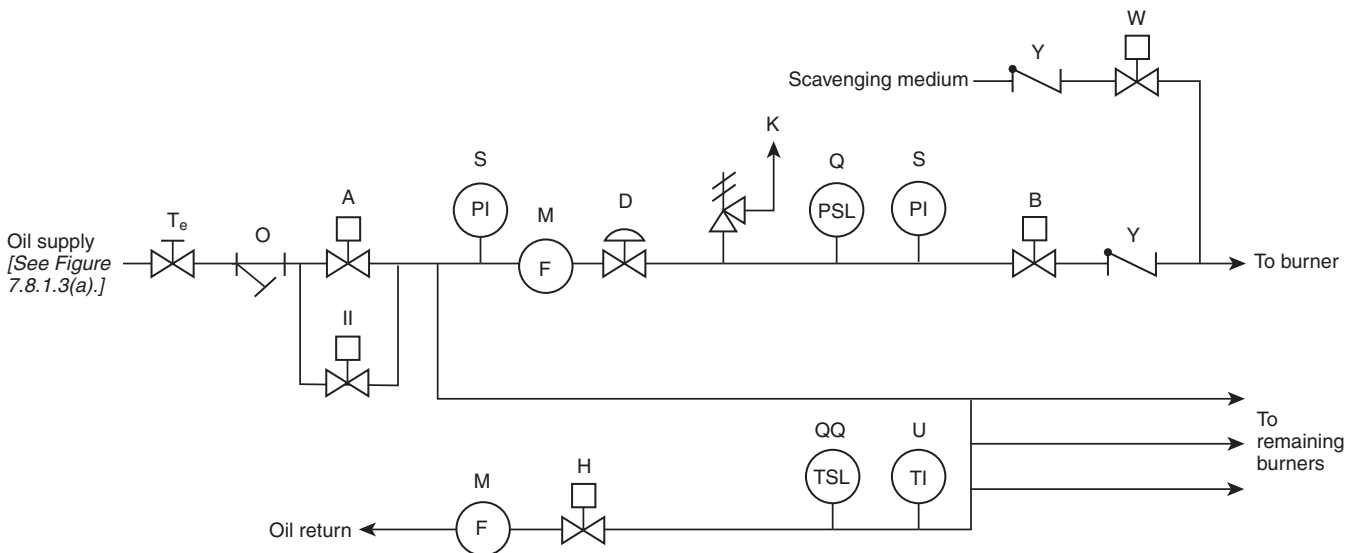 W
Y
Scavenging medium
K
S
Q
S
A
M
D
B
T_e
O
PI
PSL
PI
Y
Oil supply
[See Figure
7.8.1.3(a).]
F
To burner
II
QQ
U
To
remaining
burners
M
H
TSL
TI
Oil return
F